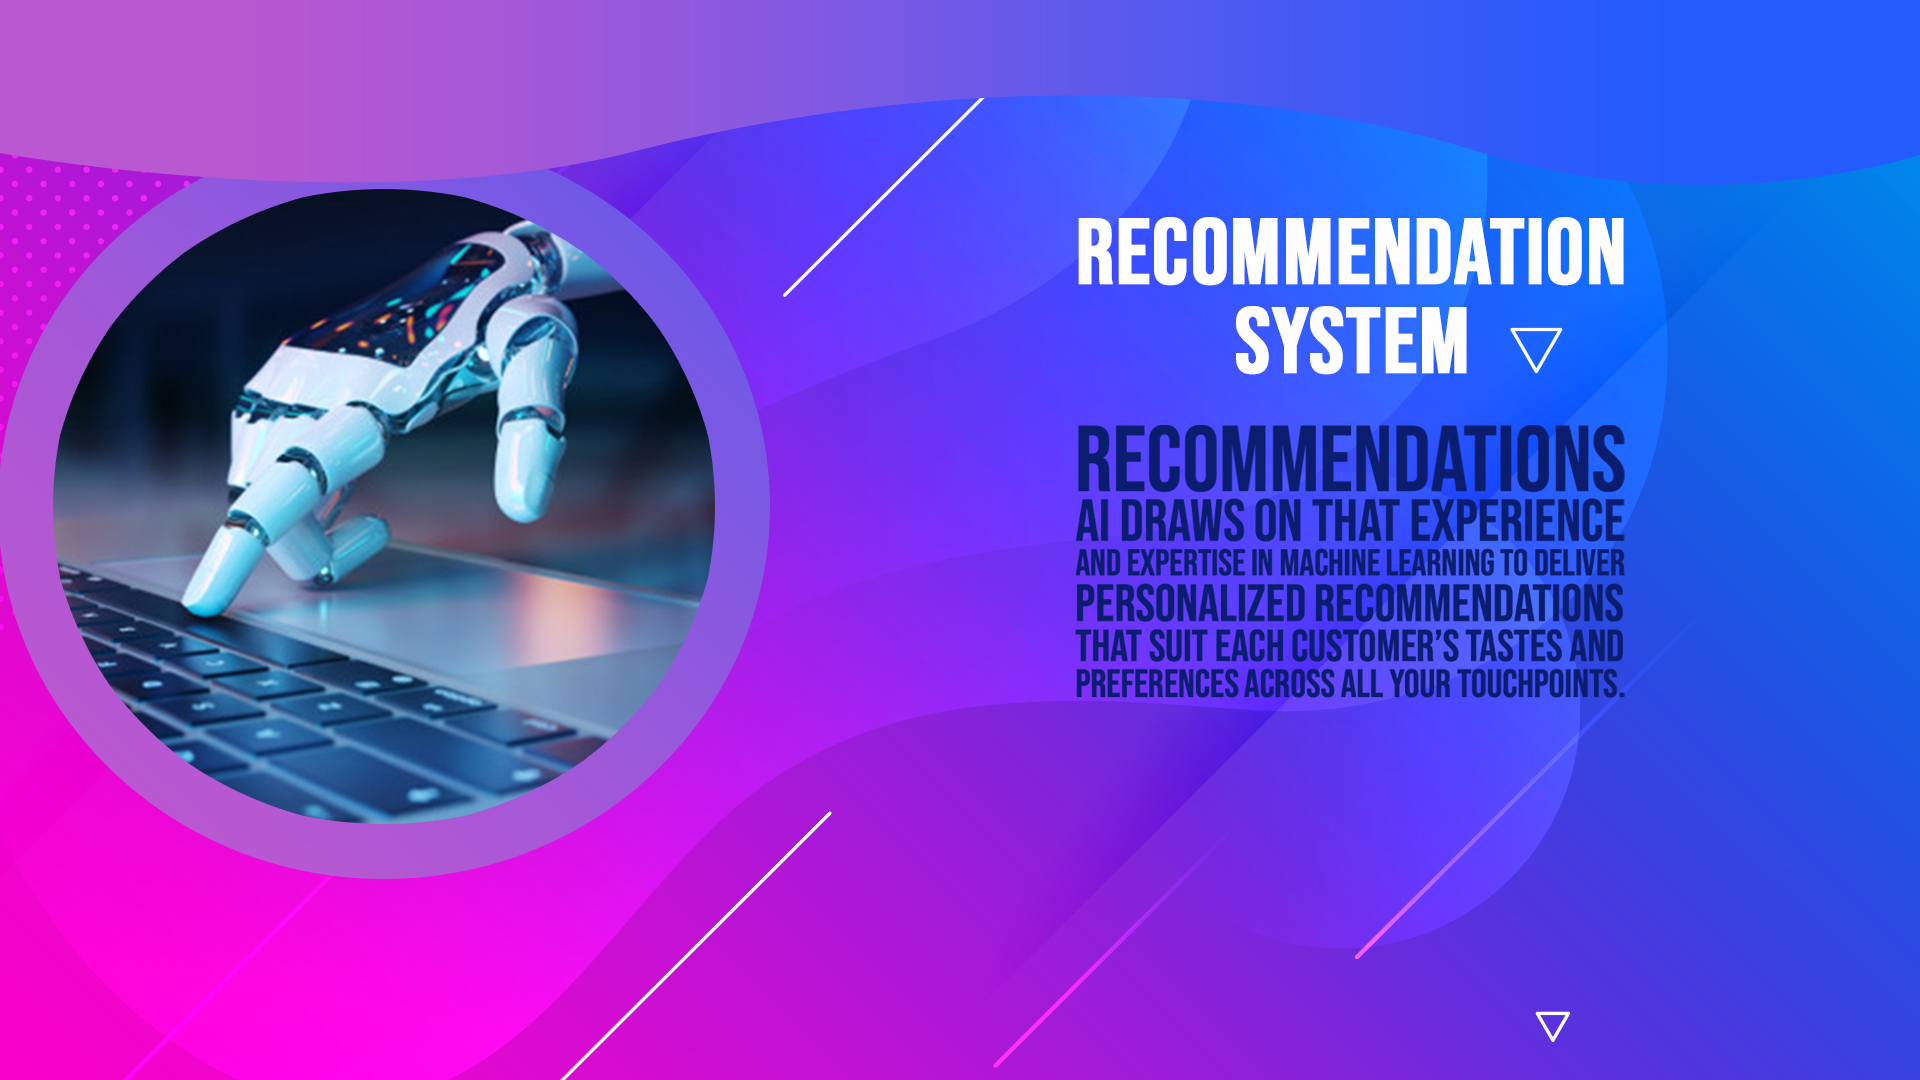 RECOMMENDATION
SYSTEM
RECOMMENDATIONS
AI DRAWS ON THAT EXPERIENCE
AND EXPERTISE IN MACHINE LEARNING TO DELIVER
PERSONALIZED RECOMMENDATIONS
THAT SUIT EACH CUSTOMER’S TASTES AND
PREFERENCES ACROSS ALL YOUR TOUCHPOINTS.